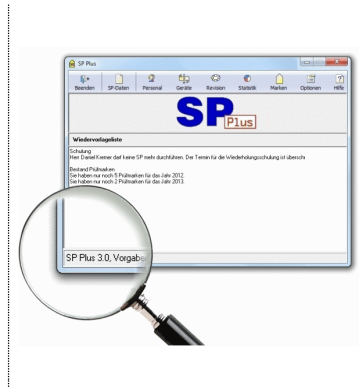 SP Plus
Beenden SP-Daten Personal Geräte Revision Statistik Marken Optionen Hilfe
SP Plus
Wiedervorlageliste
Schulung
Herr Daniel Kremer darf keine SP mehr durchführen. Der Termin für die Wiederholungsschulung ist überschr
Bestand Prüfmarken
Sie haben nur noch 5 Prüfmarken für das Jahr 2012.
Sie haben nur noch 2 Prüfmarken für das Jahr 2013.
SP Plus 3.0, Vorgabe